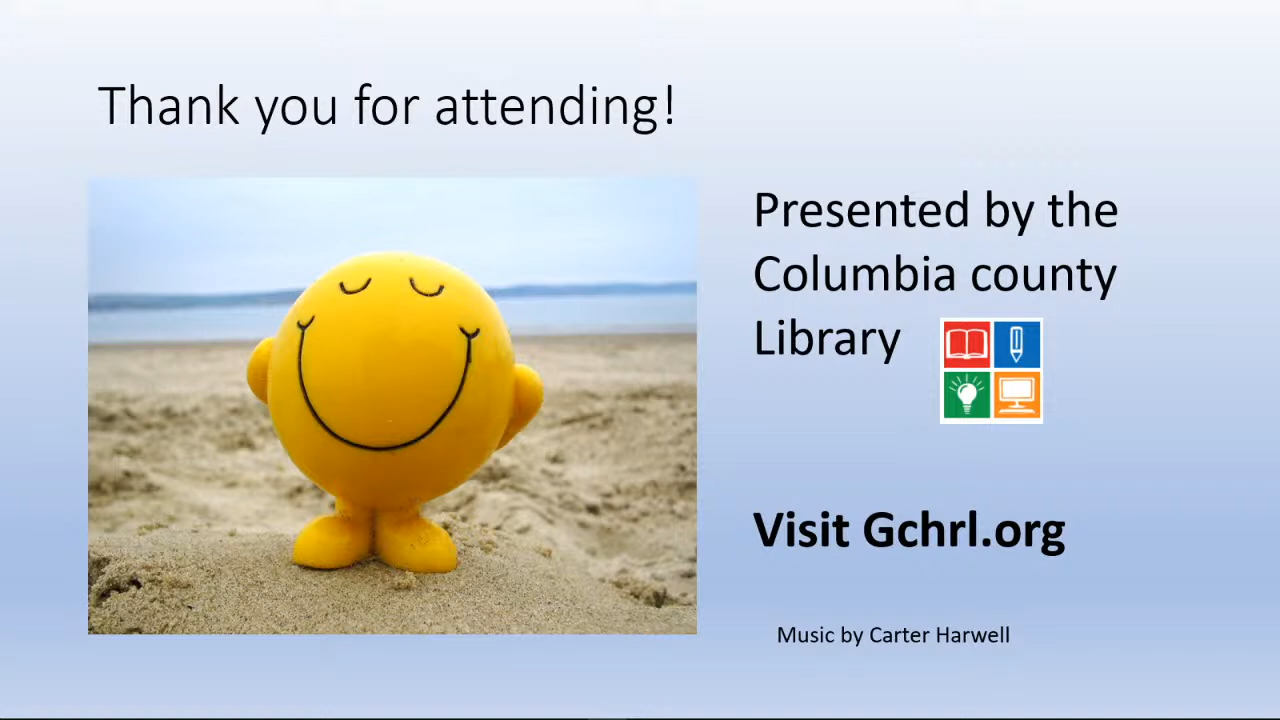 Thank you for attending!
Presented by the
Columbia county
Library
Visit Gchrl.org
Music by Carter Harwell